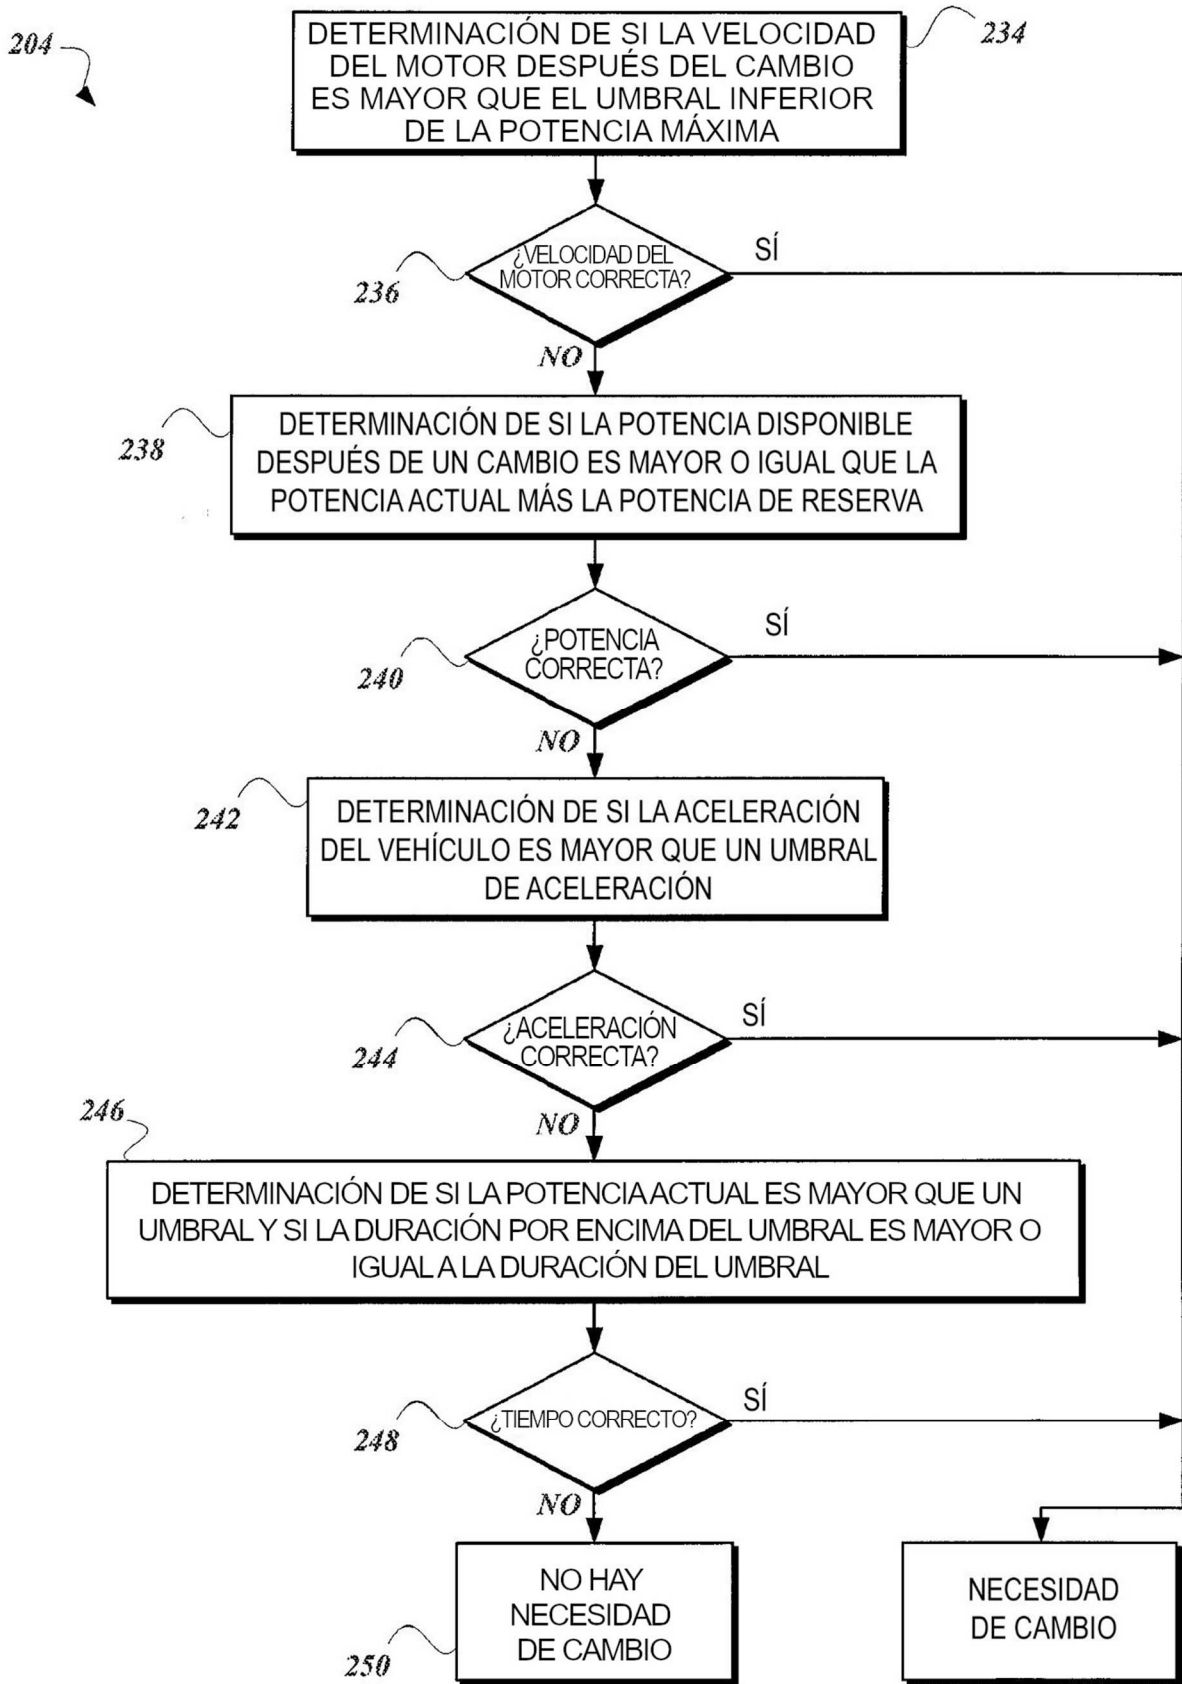 204
234
DETERMINACIÓN DE SI LA VELOCIDAD
DEL MOTOR DESPUÉS DEL CAMBIO
ES MAYOR QUE EL UMBRAL INFERIOR
DE LA POTENCIA MÁXIMA
¿VELOCIDAD DEL
MOTOR CORRECTA?
SÍ
236
NO
238
DETERMINACIÓN DE SI LA POTENCIA DISPONIBLE
DESPUÉS DE UN CAMBIO ES MAYOR O IGUAL QUE LA
POTENCIA ACTUAL MÁS LA POTENCIA DE RESERVA
¿POTENCIA
CORRECTA?
SÍ
240
NO
242
DETERMINACIÓN DE SI LA ACELERACIÓN
DEL VEHÍCULO ES MAYOR QUE UN UMBRAL
DE ACELERACIÓN
¿ACELERACIÓN
CORRECTA?
SÍ
244
NO
246
DETERMINACIÓN DE SI LA POTENCIA ACTUAL ES MAYOR QUE UN
UMBRAL Y SI LA DURACIÓN POR ENCIMA DEL UMBRAL ES MAYOR O
IGUAL A LA DURACIÓN DEL UMBRAL
¿TIEMPO CORRECTO?
SÍ
248
NO
NO HAY
NECESIDAD
DE CAMBIO
250
NECESIDAD
DE CAMBIO